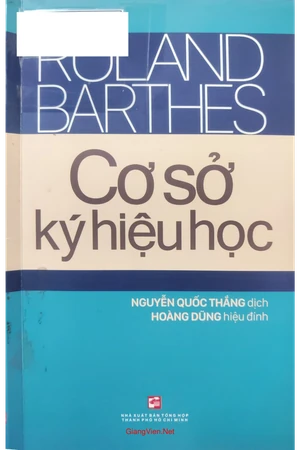 ROLAND
BARTHES
Cơ sở
ký hiệu học
NGUYỄN QUỐC THẮNG dịch
HOÀNG DŨNG hiệu đính
NHÀ XUẤT BẢN TỔNG HỢP
THÀNH PHỐ HỒ CHÍ MINH
GiangVien.Net